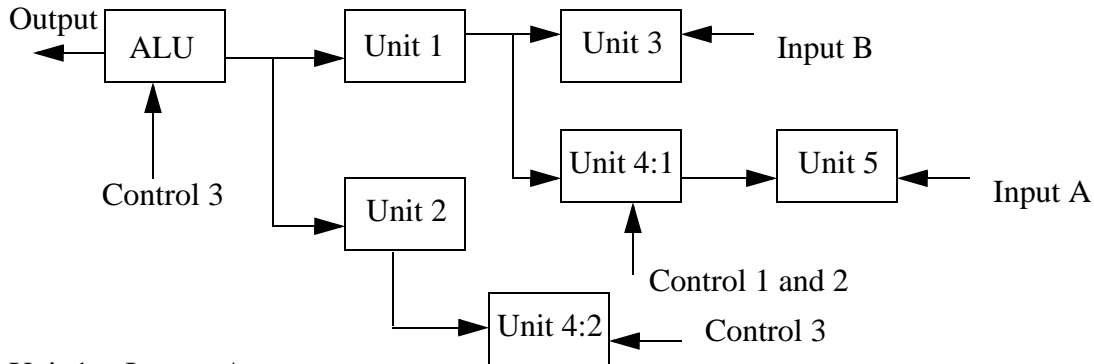 Output
ALU
Unit 1
Unit 3
Input B
Unit 4:1
Unit 5
Input A
Control 3
Unit 2
Control 1 and 2
Unit 4:2
Control 3